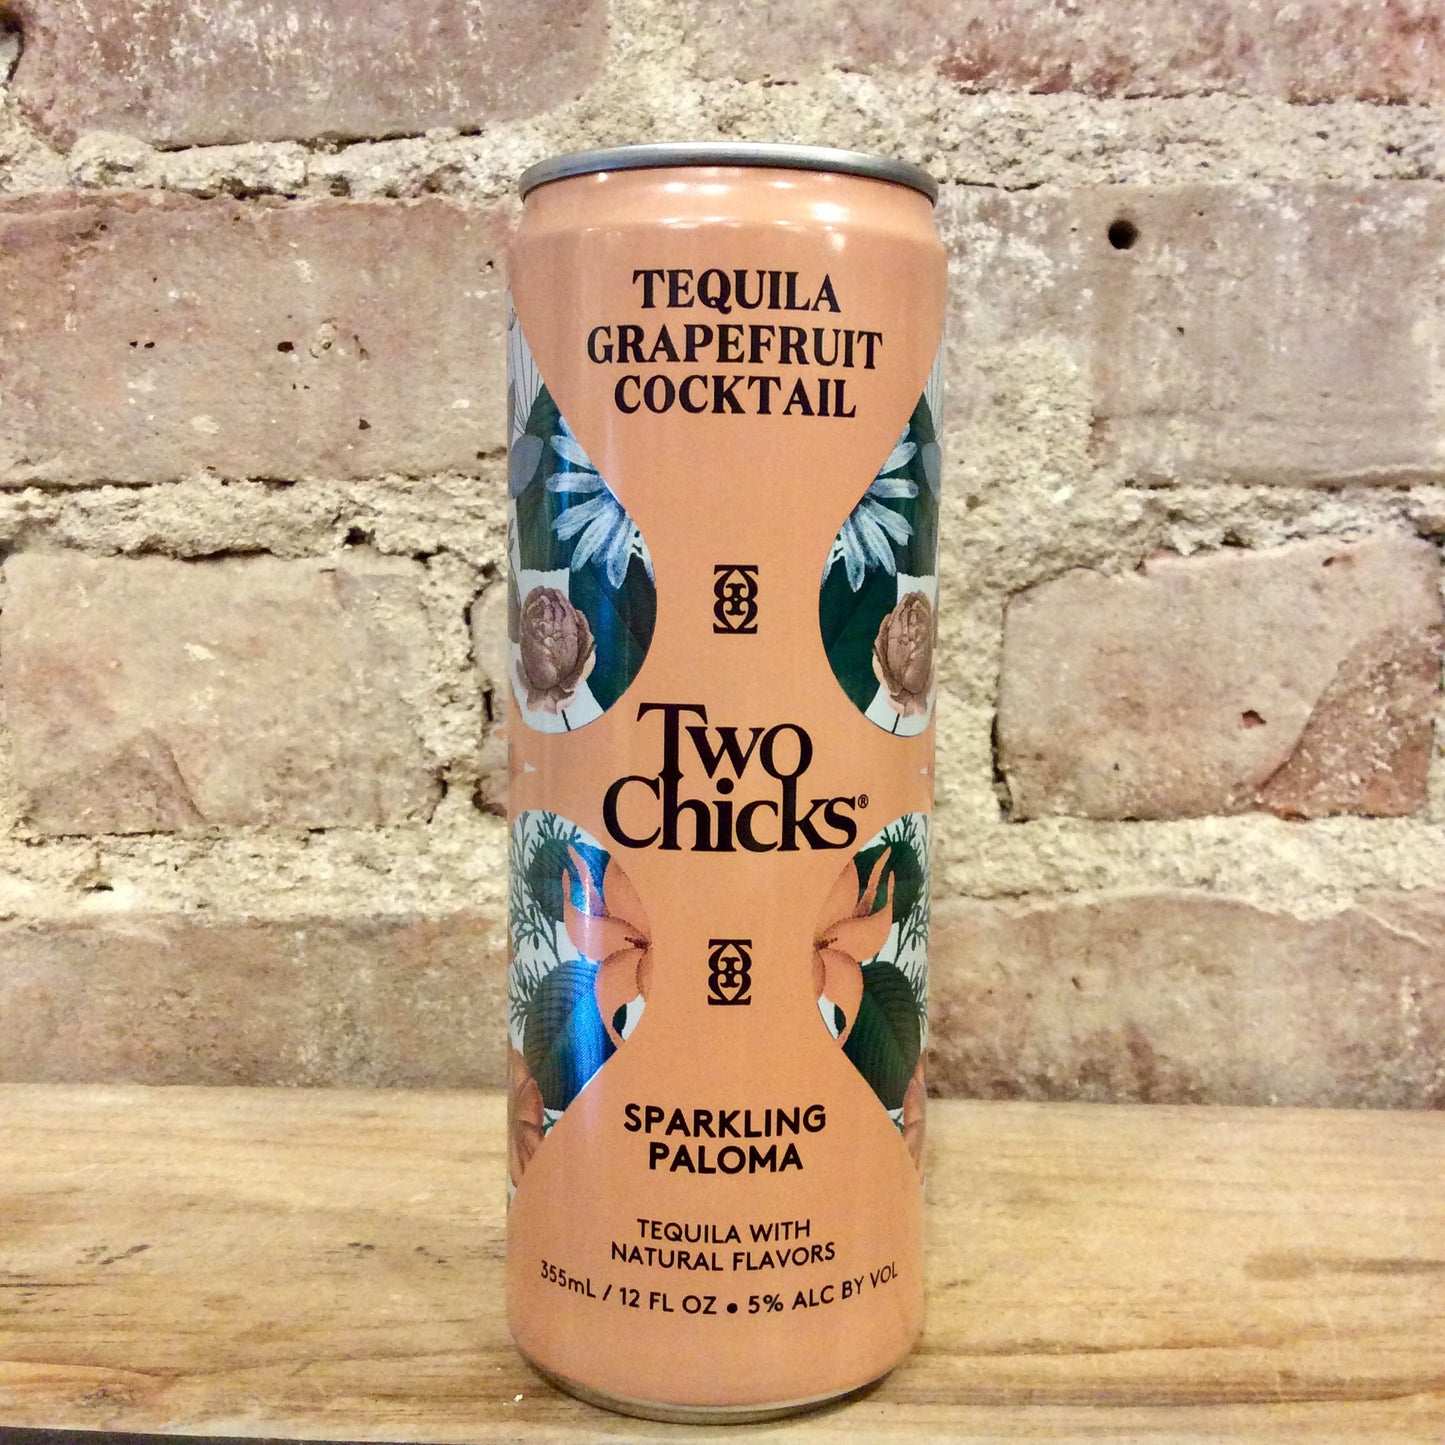 TEQUILA
GRAPEFRUIT
COCKTAIL
Two
Chicks®
SPARKLING
PALOMA
TEQUILA WITH
NATURAL FLAVORS
355mL / 12 FL OZ • 5% ALC BY VOL